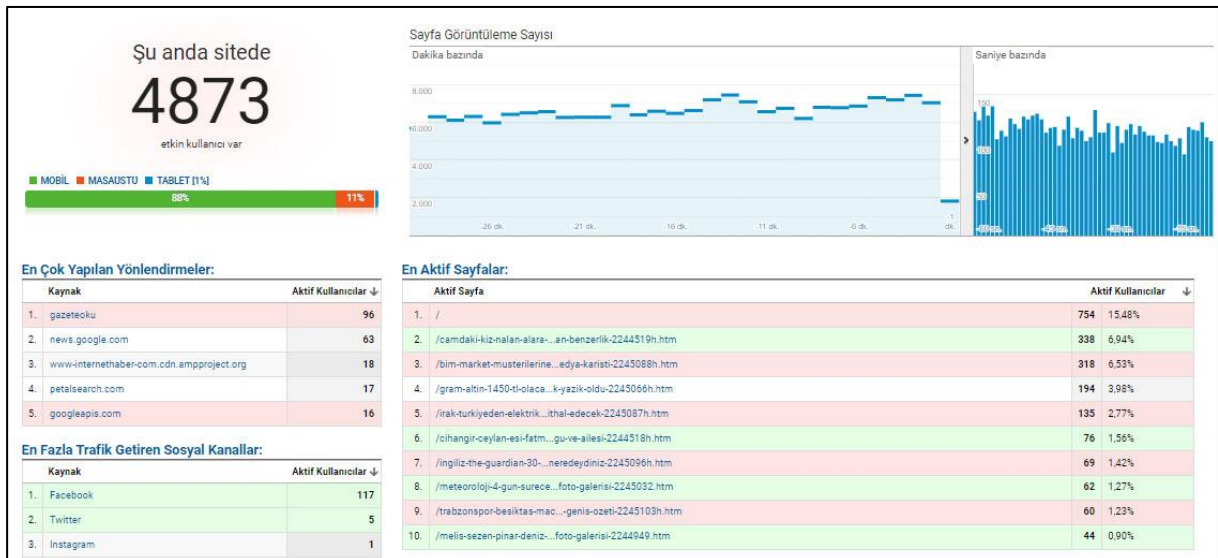 Şu anda sitede
4873
etkin kullanıcı var
MOBİL MASAÜSTÜ TABLET [1%]
88% 11%
Sayfa Görüntüleme Sayısı
Dakika bazında
8.000
4.000
2.000
-26 dk. -21 dk. -16 dk. -11 dk. -6 dk. -1 dk.
Saniye bazında
150
100
50
En Çok Yapılan Yönlendirmeler:
Kaynak Aktif Kullanıcılar
1. gazeteoku 96
2. news.google.com 63
3. www-internethaber-com.cdn.ampproject.org 18
4. petalsearch.com 17
5. googleapis.com 16
En Fazla Trafik Getiren Sosyal Kanallar:
Kaynak Aktif Kullanıcılar
1. Facebook 117
2. Twitter 5
3. Instagram 1
En Aktif Sayfalar:
Aktif Sayfa Aktif Kullanıcılar
1. / 754 15,48%
2. /camdaki-kiz-nalan-alara-...an-benzerlik-2244519h.htm 338 6,94%
3. /bim-market-musterilerine...edya-karisti-2245088h.htm 318 6,53%
4. /gram-altin-1450-tl-olaca...k-yazik-oldu-2245066h.htm 194 3,98%
5. /irak-turkiyeden-elektrik...ithal-edecek-2245087h.htm 135 2,77%
6. /cihangir-ceylan-esi-fatm...gu-ve-ailesi-2244518h.htm 76 1,56%
7. /ingiliz-the-guardian-30-...neredeydiniz-2245096h.htm 69 1,42%
8. /meteoroloji-4-gun-surece...foto-galerisi-2245032.htm 62 1,27%
9. /trabzonspor-besiktas-mac...-genis-ozeti-2245103h.htm 60 1,23%
10. /melis-sezen-pinar-deniz-...foto-galerisi-2244949.htm 44 0,90%